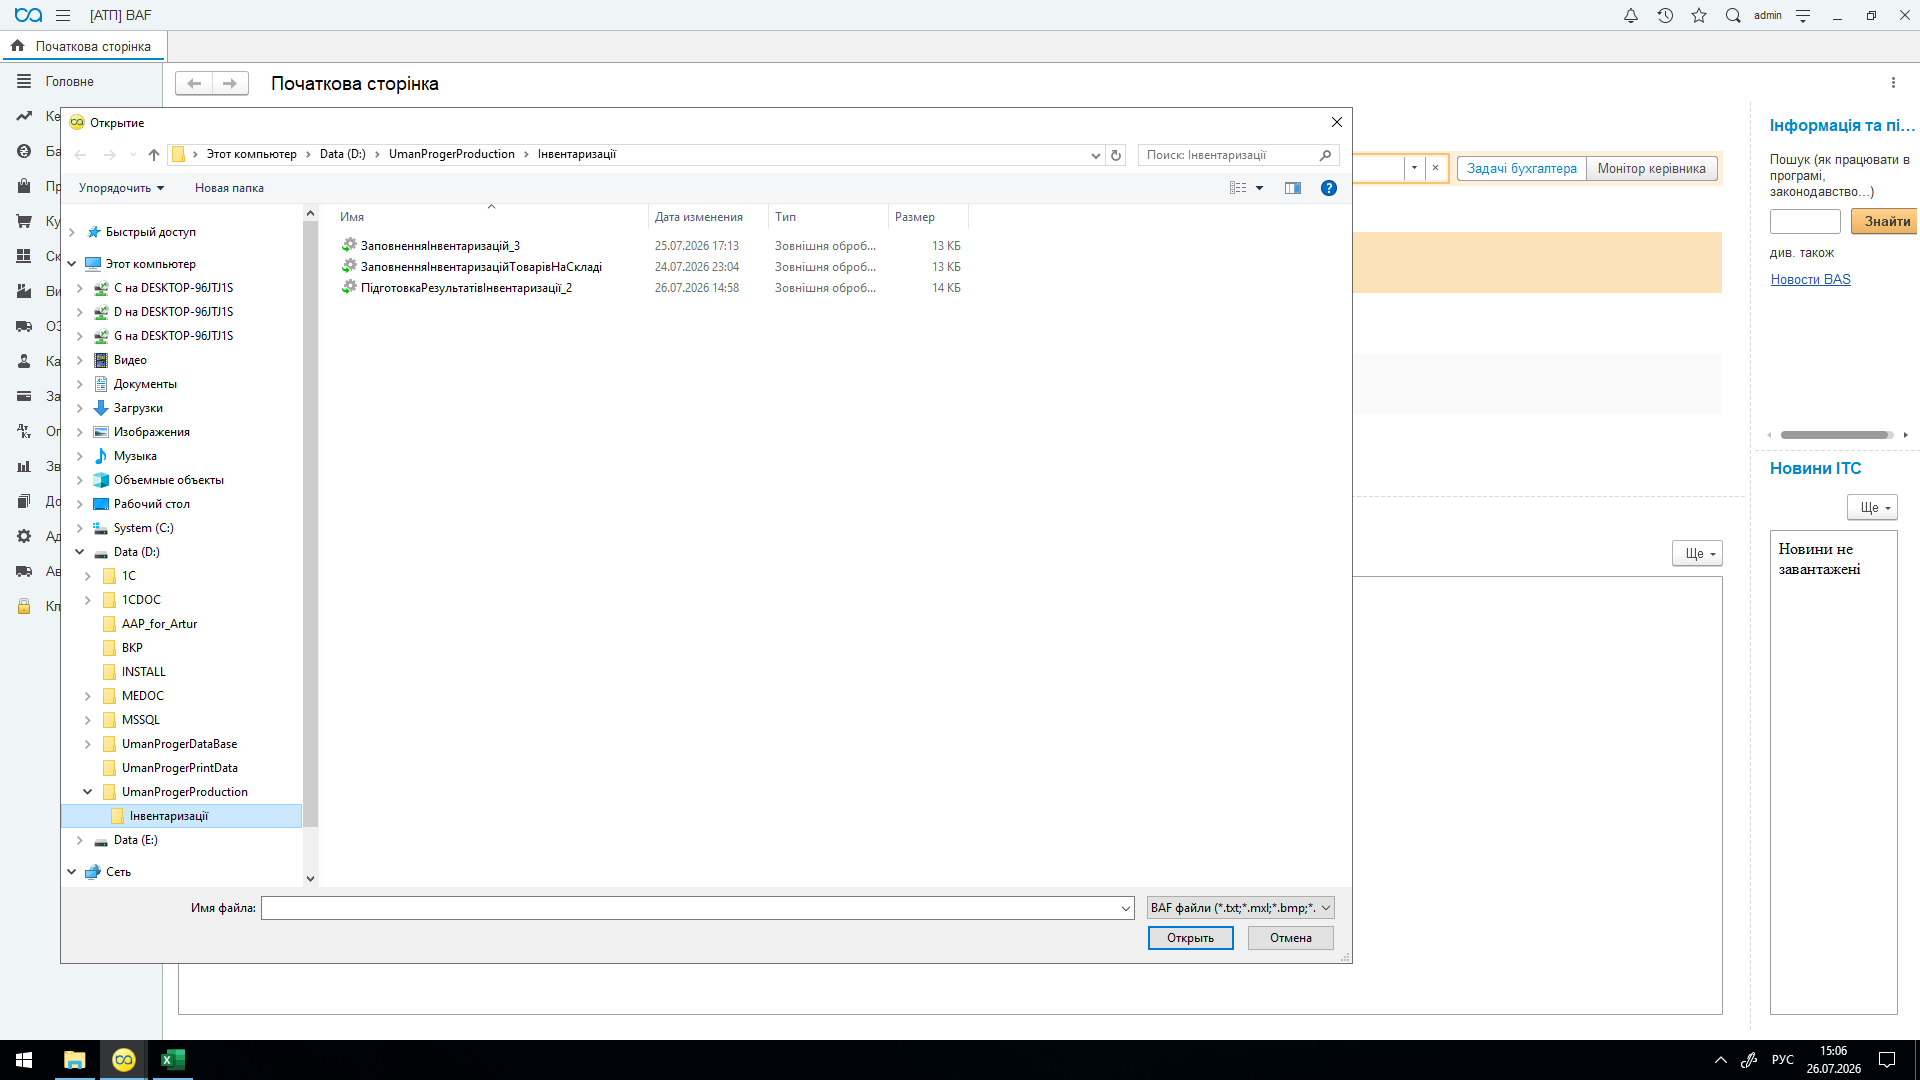 [АТП] BAF
admin
Початкова сторінка
Головне
Початкова сторінка
Ке
Ба
Пр
Ку
Ск
Ви
ОЗ
Ка
За
Оп
Зв
До
Ад
Ав
Кл
Открытие
Этот компьютер
Data (D:)
UmanProgerProduction
Інвентаризації
Поиск: Інвентаризації
Упорядочить
Новая папка
Имя
Дата изменения
Тип
Размер
ЗаповненняІнвентаризацій_3
25.07.2026 17:13
Зовнішня оброб...
13 КБ
ЗаповненняІнвентаризаційТоварівНаСкладі
24.07.2026 23:04
Зовнішня оброб...
13 КБ
ПідготовкаРезультатівІнвентаризації_2
26.07.2026 14:58
Зовнішня оброб...
14 КБ
Быстрый доступ
Этот компьютер
C на DESKTOP-96JTJ1S
D на DESKTOP-96JTJ1S
G на DESKTOP-96JTJ1S
Видео
Документы
Загрузки
Изображения
Музыка
Объемные объекты
Рабочий стол
System (C:)
Data (D:)
1C
1CDOC
AAP_for_Artur
BKP
INSTALL
MEDOC
MSSQL
UmanProgerDataBase
UmanProgerPrintData
UmanProgerProduction
Інвентаризації
Data (E:)
Сеть
Имя файла:
BAF файли (*.txt;*.mxl;*.bmp;*.
Открыть
Отмена
Задачі бухгалтера
Монітор керівника
Ще
Інформація та пі...
Пошук (як працювати в
програмі,
законодавство...)
Знайти
див. також
Новости BAS
Новини ІТС
Ще
Новини не
завантажені
РУС
15:06
26.07.2026